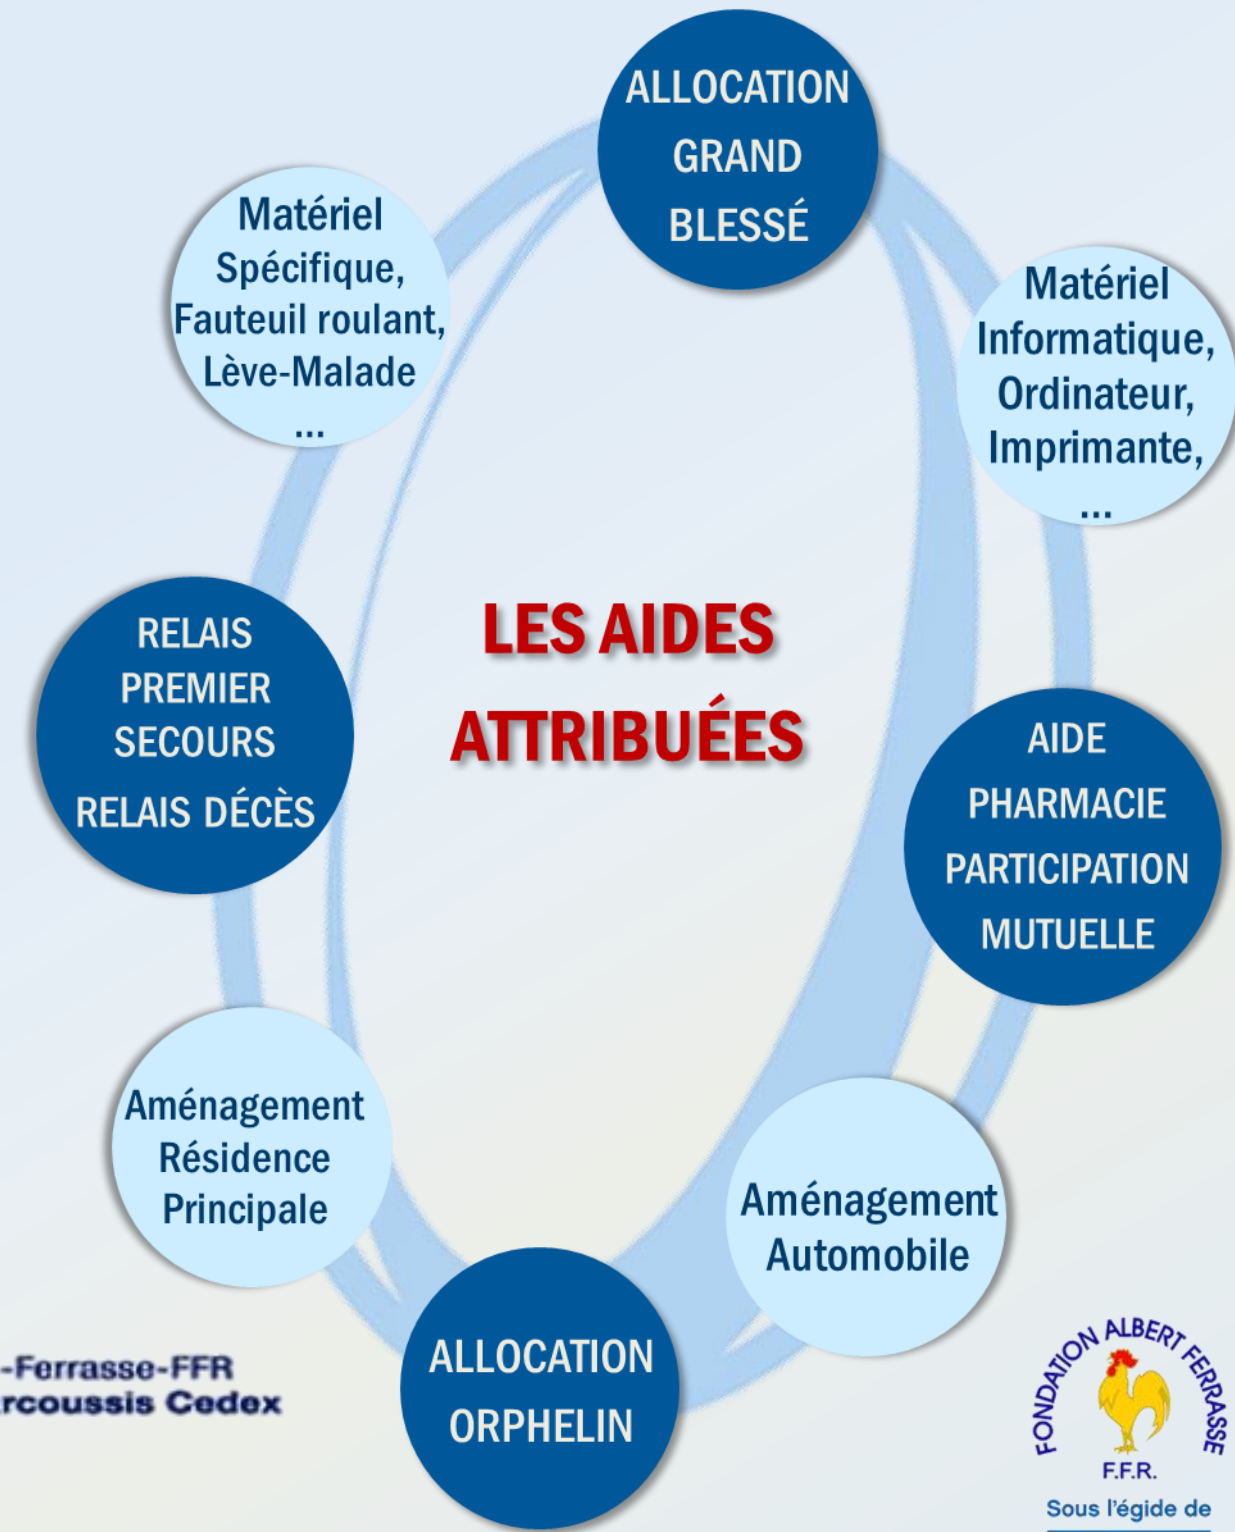 ALLOCATION
GRAND
BLESSÉ
Matériel
Spécifique,
Fauteuil roulant,
Lève-Malade
...
Matériel
Informatique,
Ordinateur,
Imprimante,
...
LES AIDES
ATTRIBUÉES
RELAIS
PREMIER
SECOURS
RELAIS DÉCÈS
AIDE
PHARMACIE
PARTICIPATION
MUTUELLE
Aménagement
Résidence
Principale
Aménagement
Automobile
ALLOCATION
ORPHELIN
-Ferrasse-FFR
rcoussis Cedex
FONDATION ALBERT FERRASSE
F.F.R.
Sous l'égide de